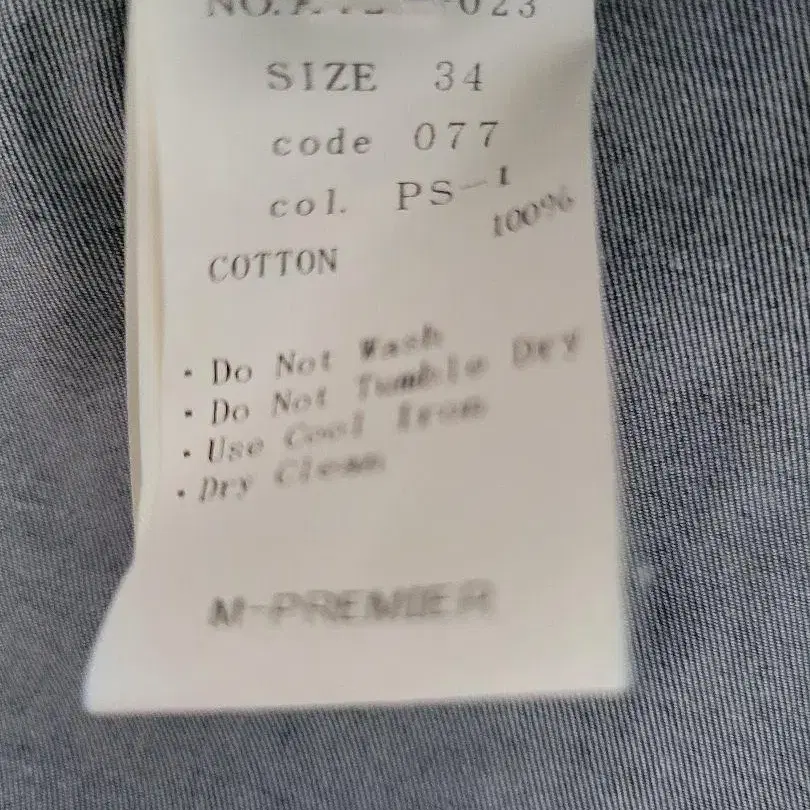 023
SIZE 34
code 077
col. PS-1
COTTON 100%
· Do Not Wash
· Do Not Tumble Dry
· Use Cool Iron
· Dry Clean
M-PREMIER